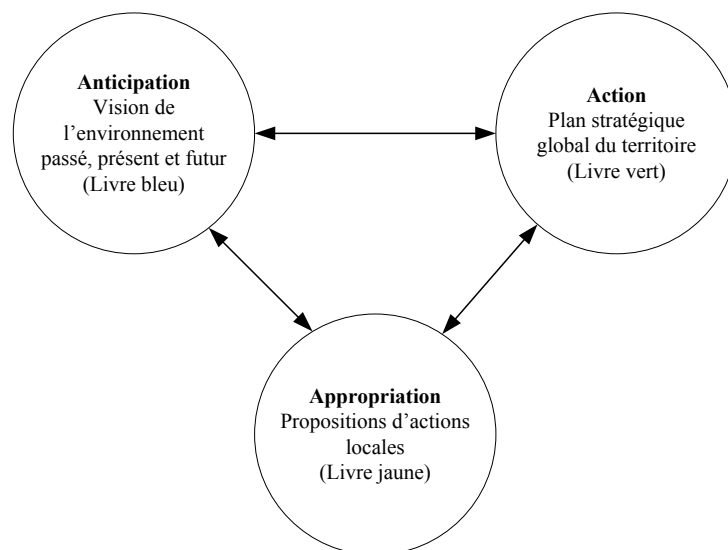 Anticipation
Vision de
l’environnement
passé, présent et futur
(Livre bleu)
Action
Plan stratégique
global du territoire
(Livre vert)
Appropriation
Propositions d’actions
locales
(Livre jaune)